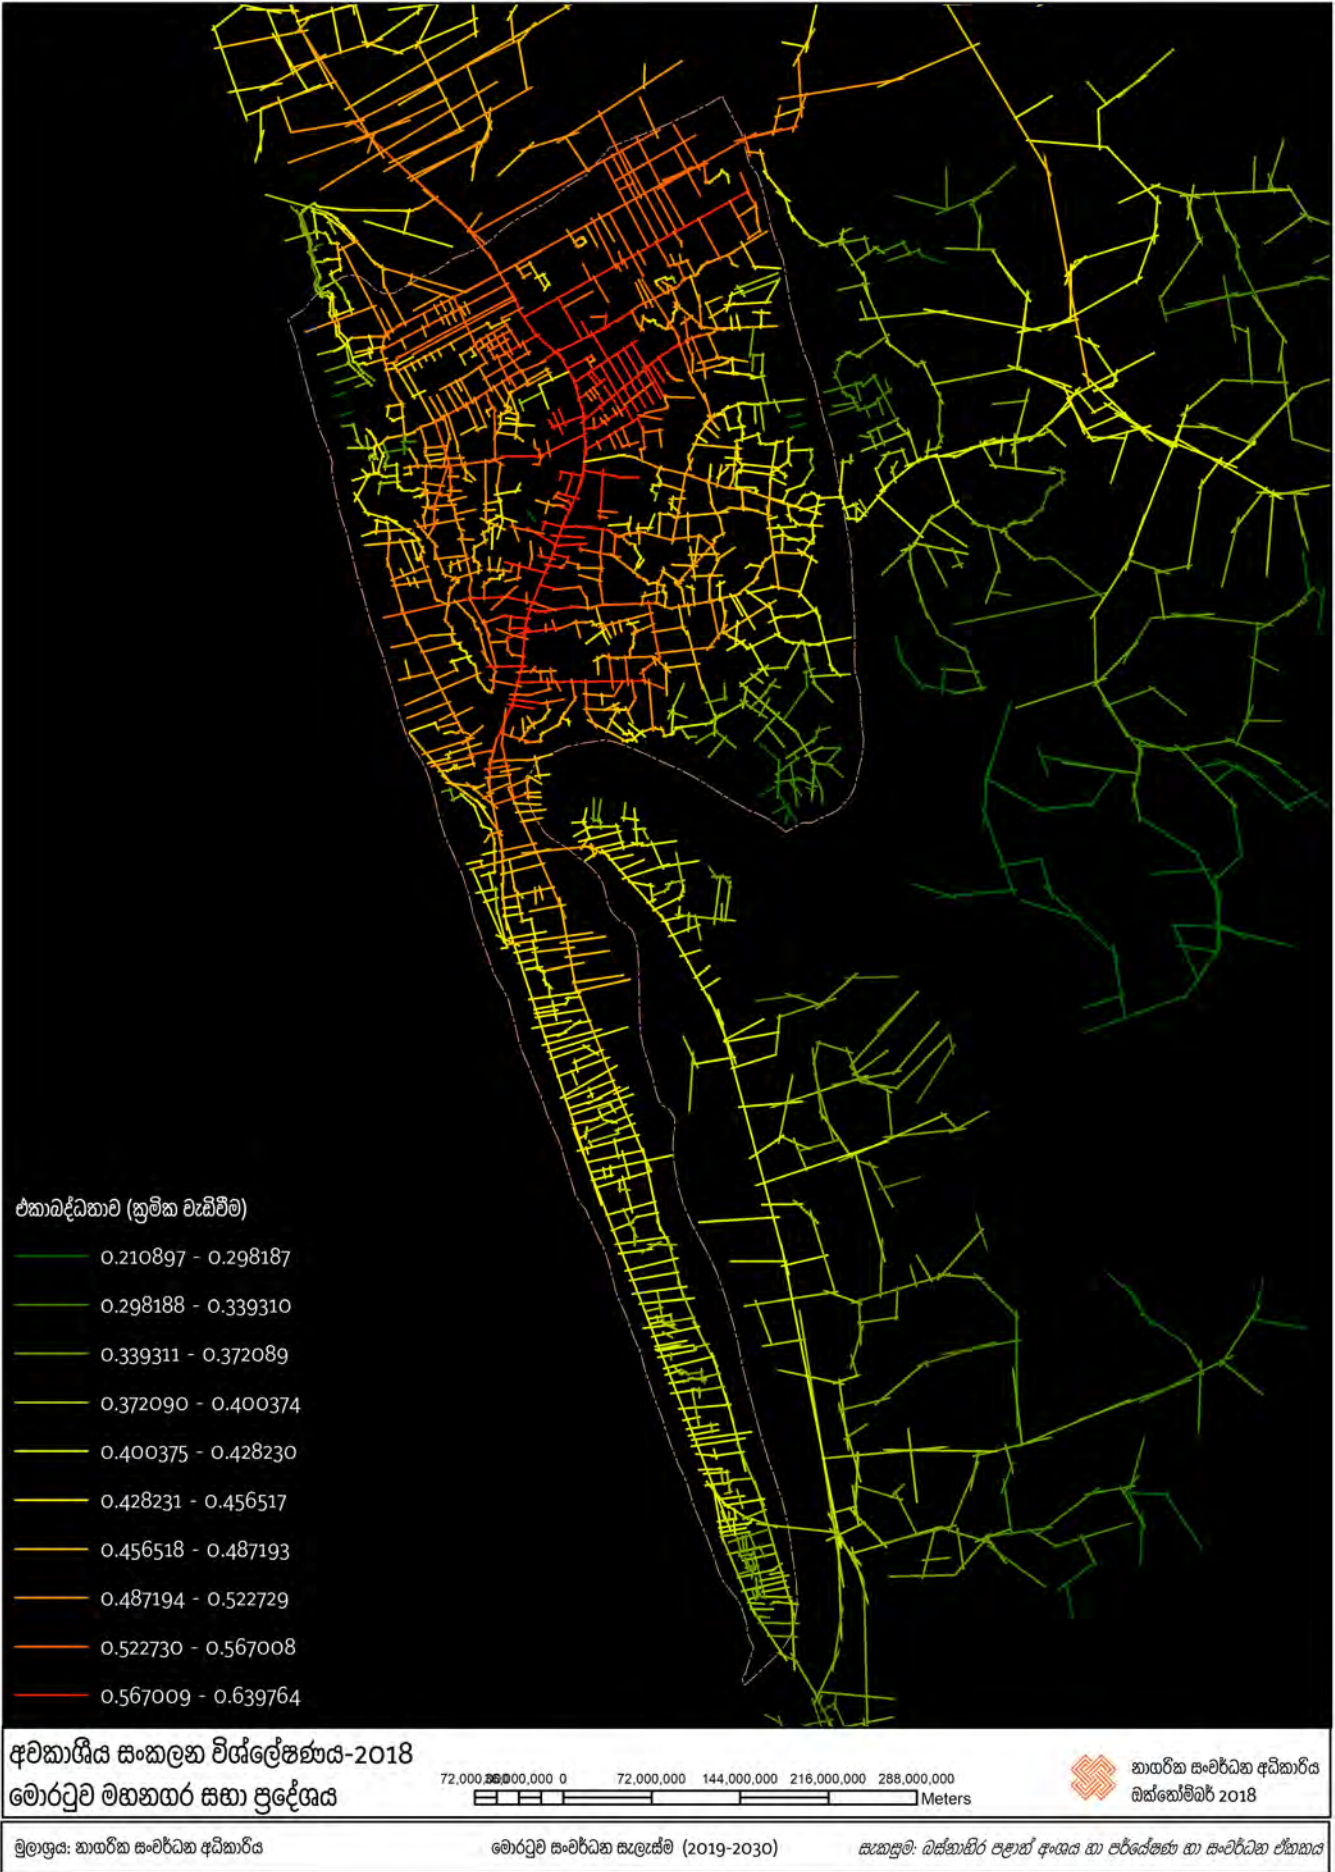 එකාබද්ධතාව (ක්‍රමික වැඩිවීම)
0.210897 - 0.298187
0.298188 - 0.339310
0.339311 - 0.372089
0.372090 - 0.400374
0.400375 - 0.428230
0.428231 - 0.456517
0.456518 - 0.487193
0.487194 - 0.522729
0.522730 - 0.567008
0.567009 - 0.639764
අවකාශීය සංකලන විශ්ලේෂණය-2018
මොරටුව මහනගර සභා ප්‍රදේශය
0 72,000,000 144,000,000 216,000,000 288,000,000
Meters
නාගරික සංවර්ධන අධිකාරිය
ඔක්තෝම්බර් 2018
මූලාශ්‍රය: නාගරික සංවර්ධන අධිකාරිය
මොරටුව සංවර්ධන සැලැස්ම (2019-2030)
සැකසුම: බස්නාහිර පළාත් අංශය හා පර්යේෂණ හා සංවර්ධන ඒකකය